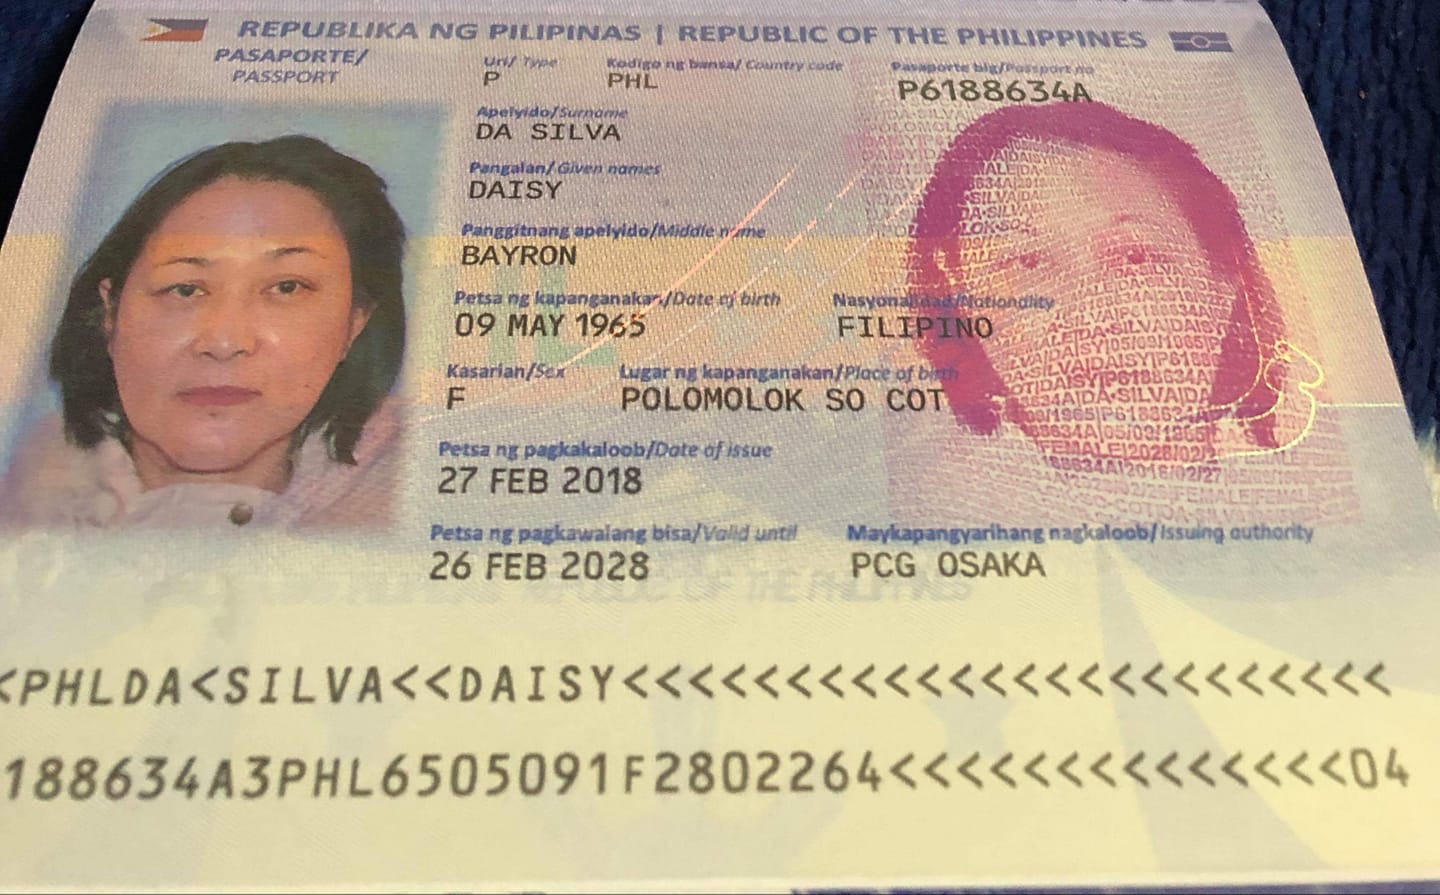 REPUBLIKA NG PILIPINAS | REPUBLIC OF THE PHILIPPINES
PASAPORTE/
PASSPORT
Uri/ Type
Kodigo ng bansa/ Country code
Pasaporte blg/Passport no
P
PHL
P6188634A
Apelyido/Surname
DA SILVA
Pangalan/ Given names
DAISY
Panggitnang apelyido/Middle name
BAYRON
Petsa ng kapanganakan/Date of birth
Nasyonalidad/Nationality
09 MAY 1965
FILIPINO
Kasarian/Sex
Lugar ng kapanganakan/Place of birth
F
POLOMOLOK SO COT
Petsa ng pagkakaloob/Date of issue
27 FEB 2018
Petsa ng pagkawalang bisa/Valid until
Maykapangyarihang nagkaloob/Issuing authority
26 FEB 2028
PCG OSAKA
<PHLDA<SILVA<<DAISY<<<<<<<<<<<<<<<<<<<<<<<<
188634A3PHL6505091F2802264<<<<<<<<<<<<<<04